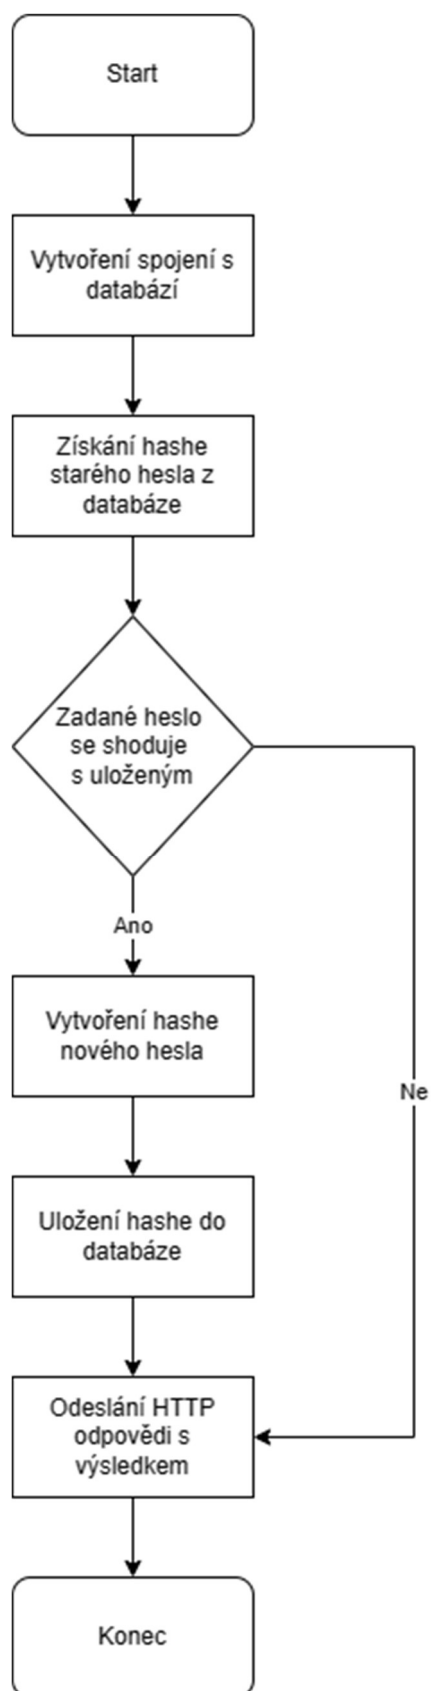 Start
Vytvoření spojení s
databází
Získání hashe
starého hesla z
databáze
Zadané heslo
se shoduje
s uloženým
Ano
Vytvoření hashe
nového hesla
Ne
Uložení hashe do
databáze
Odeslání HTTP
odpovědi s
výsledkem
Konec